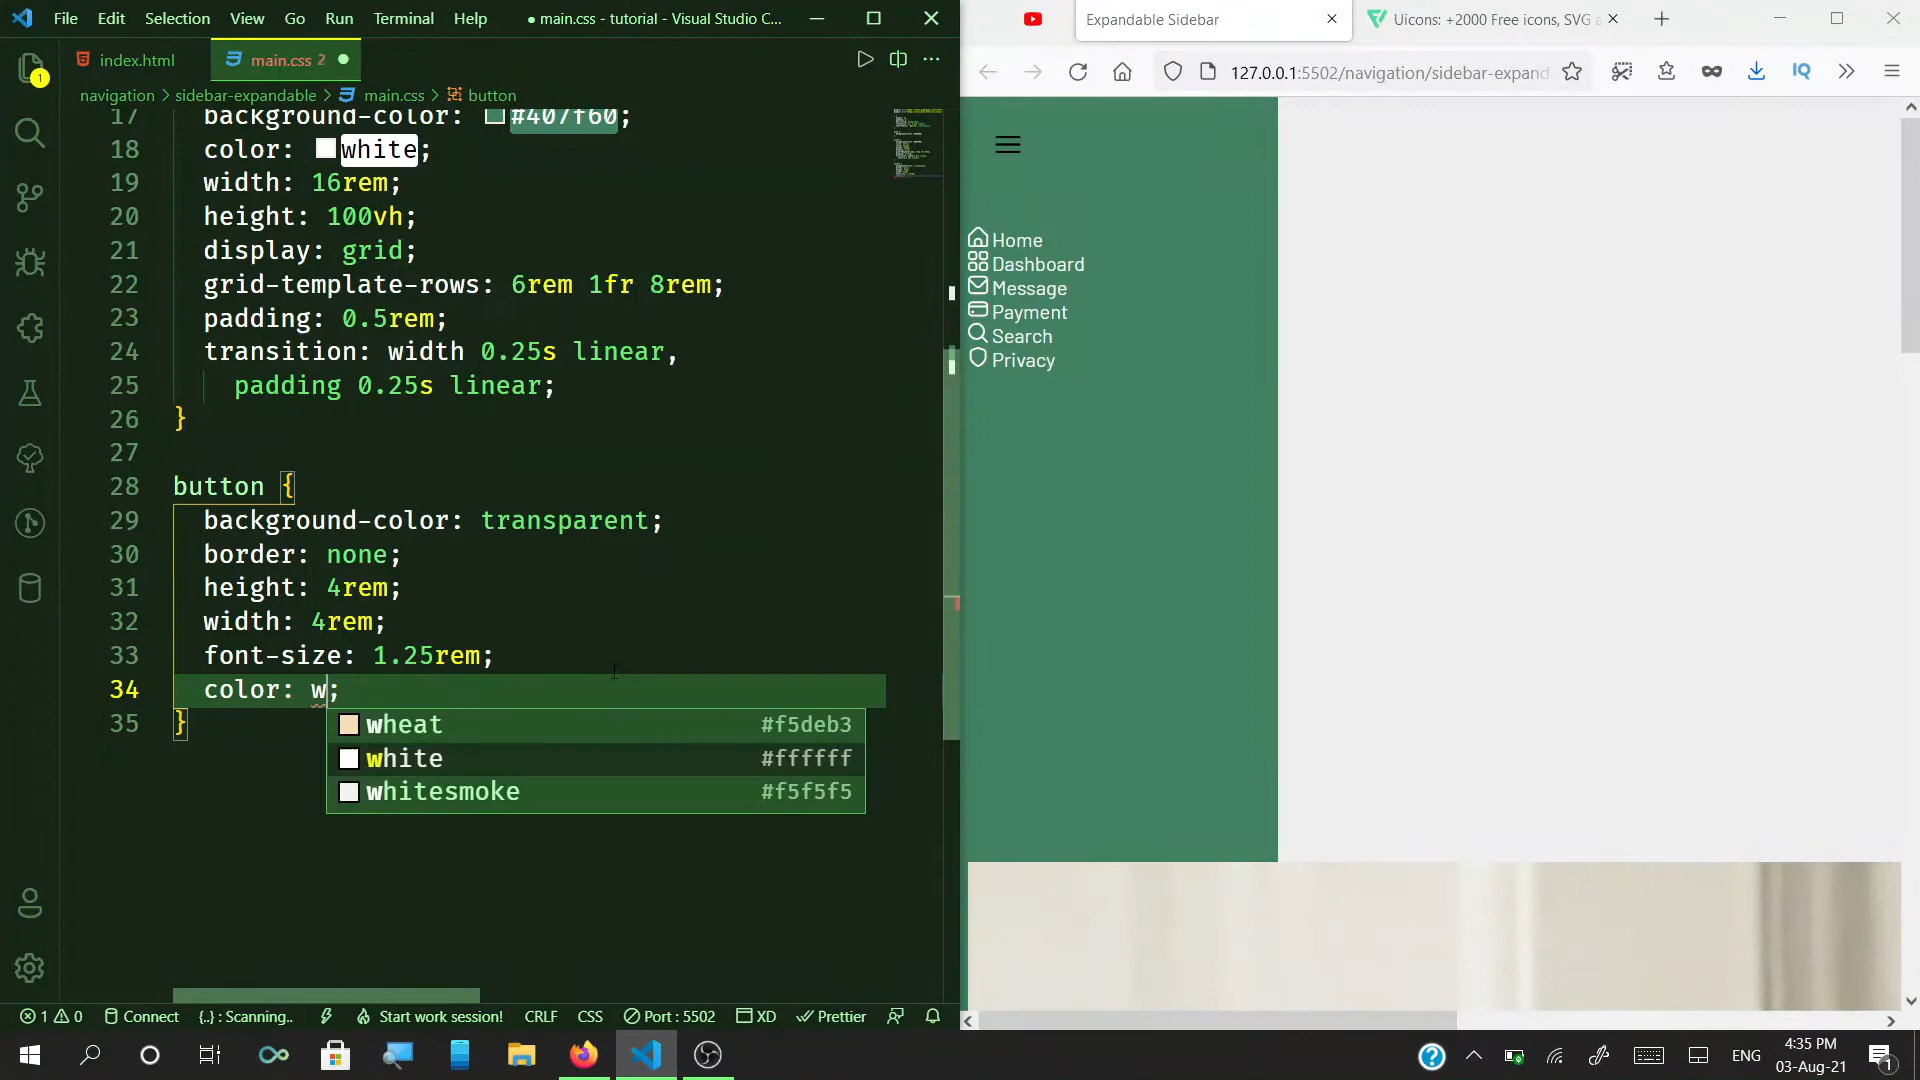 File Edit Selection View Go Run Terminal Help ● main.css - tutorial - Visual Studio C...
index.html main.css 2
navigation > sidebar-expandable > main.css > button
17 background-color: #407f60;
18 color: white;
19 width: 16rem;
20 height: 100vh;
21 display: grid;
22 grid-template-rows: 6rem 1fr 8rem;
23 padding: 0.5rem;
24 transition: width 0.25s linear,
25 padding 0.25s linear;
26 }
27
28 button {
29 background-color: transparent;
30 border: none;
31 height: 4rem;
32 width: 4rem;
33 font-size: 1.25rem;
34 color: w;
35 }
wheat #f5deb3
white #ffffff
whitesmoke #f5f5f5
1
1 0 Connect {..} : Scanning.. Start work session! CRLF CSS Port : 5502 XD Prettier
Expandable Sidebar Uicons: +2000 Free icons, SVG a
127.0.0.1:5502/navigation/sidebar-expand
IQ
Home
Dashboard
Message
Payment
Search
Privacy
ENG 4:35 PM
03-Aug-21
1